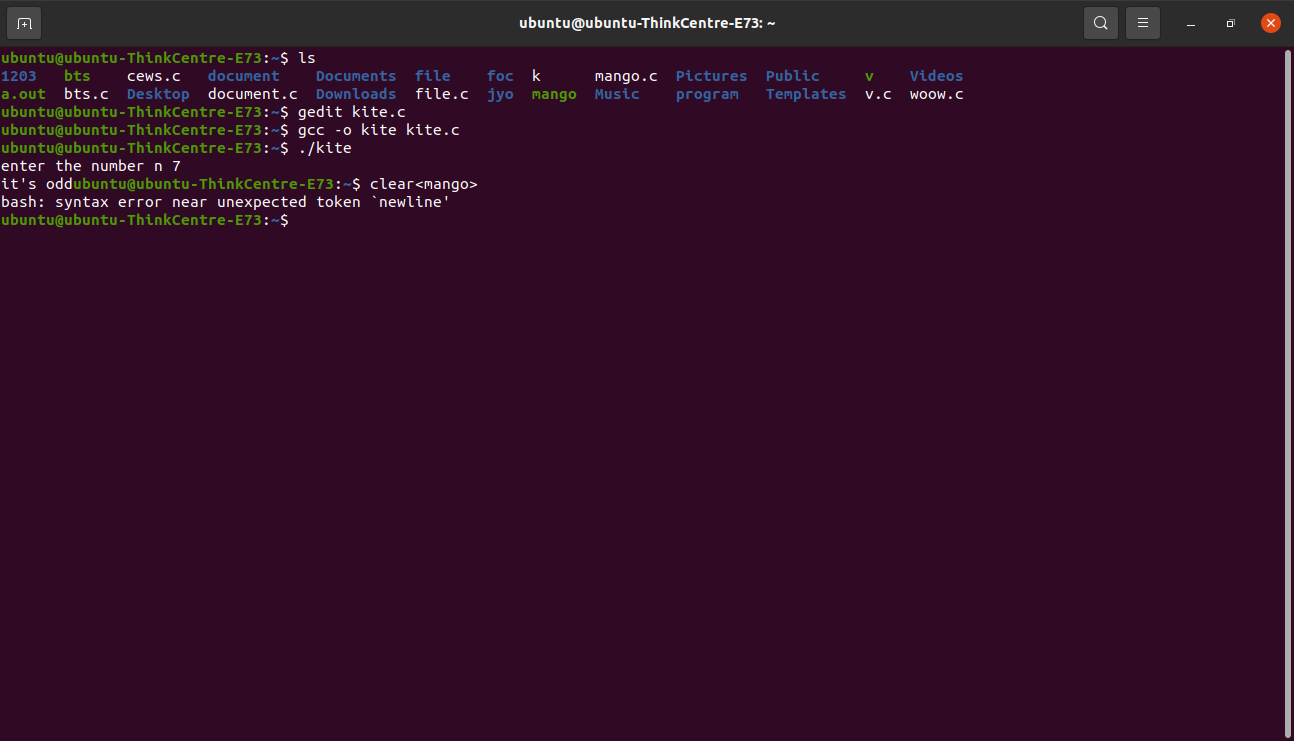 ubuntu@ubuntu-ThinkCentre-E73: ~
ubuntu@ubuntu-ThinkCentre-E73:~$ ls
1203   bts    cews.c   document    Documents  file    foc  k      mango.c  Pictures  Public     v    Videos
a.out  bts.c  Desktop  document.c  Downloads  file.c  jyo  mango  Music    program   Templates  v.c  woow.c
ubuntu@ubuntu-ThinkCentre-E73:~$ gedit kite.c
ubuntu@ubuntu-ThinkCentre-E73:~$ gcc -o kite kite.c
ubuntu@ubuntu-ThinkCentre-E73:~$ ./kite
enter the number n 7
it's oddubuntu@ubuntu-ThinkCentre-E73:~$ clear<mango>
bash: syntax error near unexpected token `newline'
ubuntu@ubuntu-ThinkCentre-E73:~$